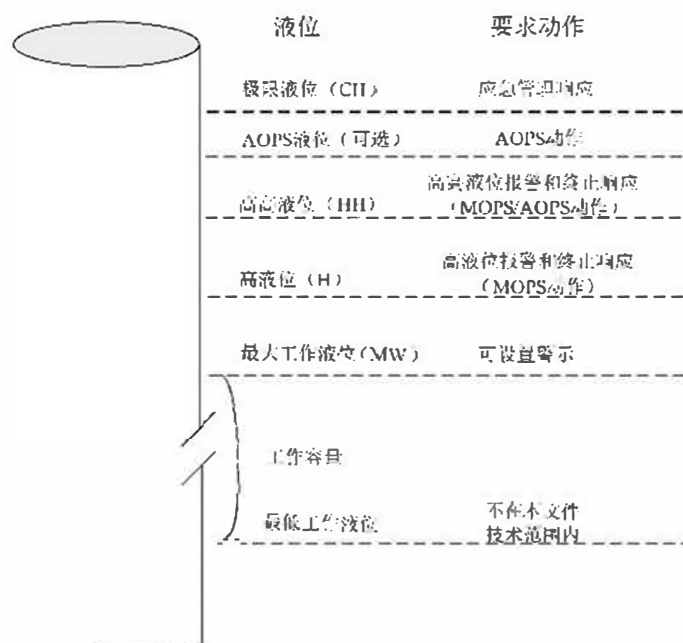 液位 要求动作
极限液位（CH） 应急管理响应
AOPS液位（可选） AOPS动作
高高液位报警和终止响应
高高液位（HH） （MOPS/AOPS动作）
高液位报警和终止响应
高液位（H） （MOPS动作）
最大工作液位（MW） 可设置警示
工作容量
最低工作液位 不在本文件
技术范围内